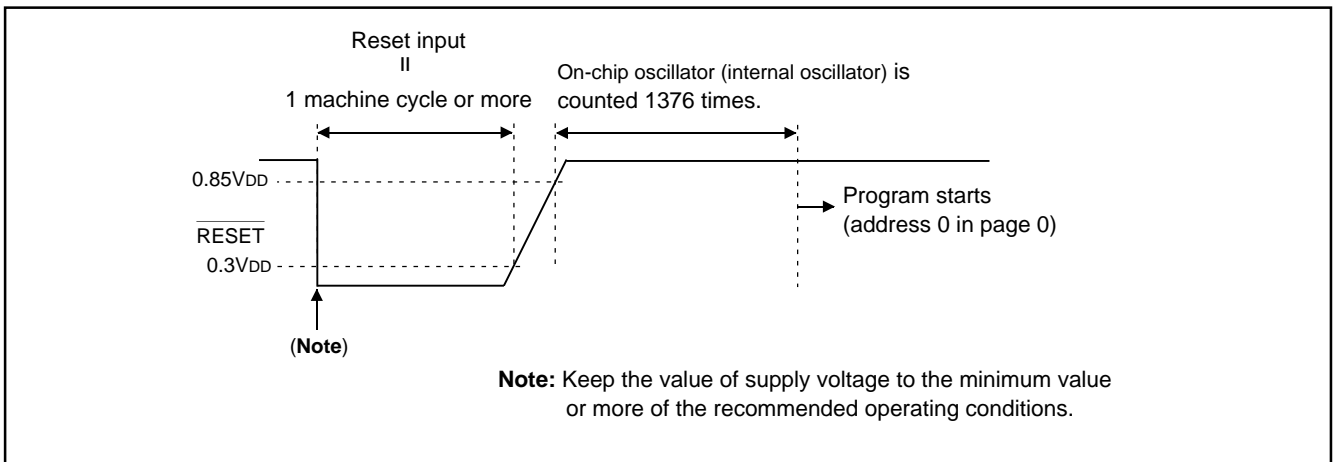 Reset input
=
1 machine cycle or more
On-chip oscillator (internal oscillator) is
counted 1376 times.
0.85VDD
RESET
0.3VDD
Program starts
(address 0 in page 0)
(Note)
Note: Keep the value of supply voltage to the minimum value
or more of the recommended operating conditions.